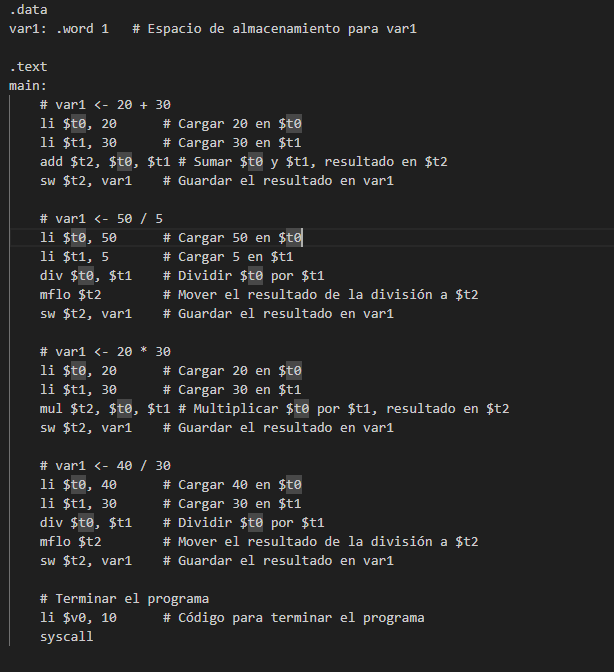 .data
var1: .word 1   # Espacio de almacenamiento para var1

.text
main:
    # var1 <- 20 + 30
    li $t0, 20      # Cargar 20 en $t0
    li $t1, 30      # Cargar 30 en $t1
    add $t2, $t0, $t1 # Sumar $t0 y $t1, resultado en $t2
    sw $t2, var1    # Guardar el resultado en var1

    # var1 <- 50 / 5
    li $t0, 50      # Cargar 50 en $t0
    li $t1, 5       # Cargar 5 en $t1
    div $t0, $t1    # Dividir $t0 por $t1
    mflo $t2        # Mover el resultado de la división a $t2
    sw $t2, var1    # Guardar el resultado en var1

    # var1 <- 20 * 30
    li $t0, 20      # Cargar 20 en $t0
    li $t1, 30      # Cargar 30 en $t1
    mul $t2, $t0, $t1 # Multiplicar $t0 por $t1, resultado en $t2
    sw $t2, var1    # Guardar el resultado en var1

    # var1 <- 40 / 30
    li $t0, 40      # Cargar 40 en $t0
    li $t1, 30      # Cargar 30 en $t1
    div $t0, $t1    # Dividir $t0 por $t1
    mflo $t2        # Mover el resultado de la división a $t2
    sw $t2, var1    # Guardar el resultado en var1

    # Terminar el programa
    li $v0, 10      # Código para terminar el programa
    syscall